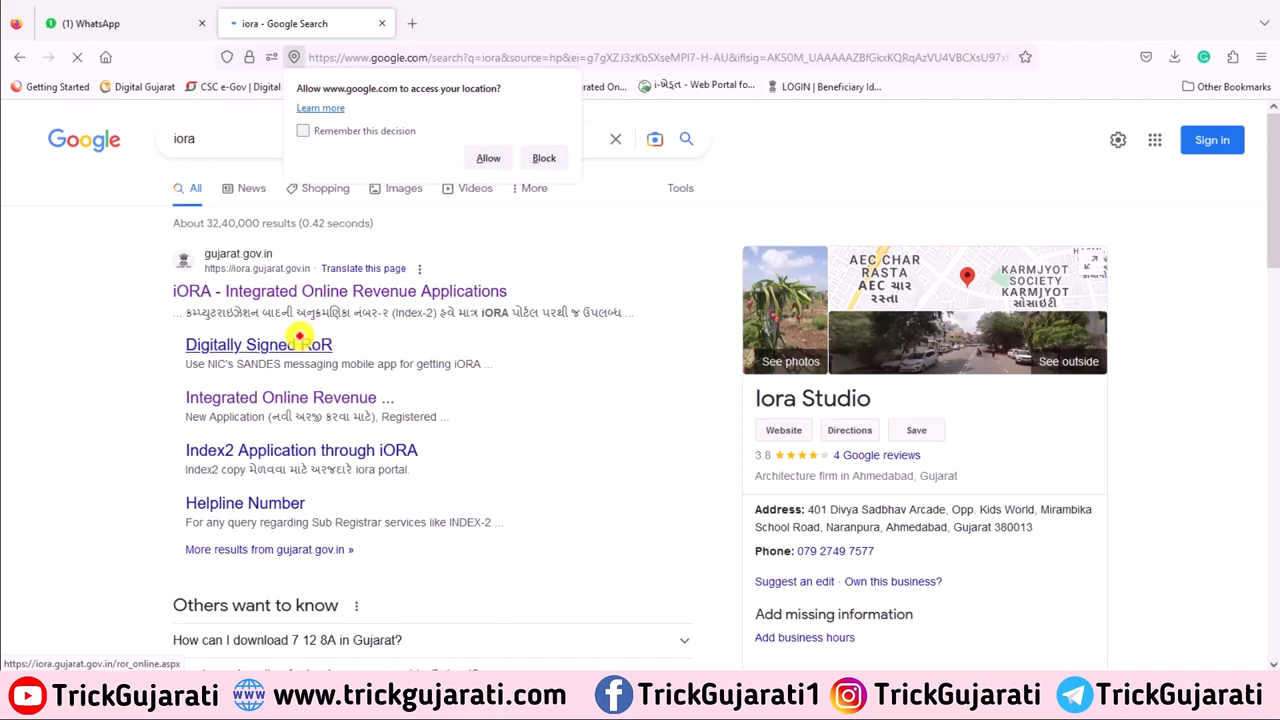 (1) WhatsApp
iora - Google Search
https://www.google.com/search?q=iora&source=hp&ei=g7gXZJ3zKbSXseMPl7-H-AU&iflsig=AK50M_UAAAAAZBfGkxKQRqAzVU4VBCXsU97x5
Getting Started
Digital Gujarat
CSC e-Gov | Digital
ated On...
i-ખેડૂત - Web Portal fo...
LOGIN | Beneficiary Id...
Other Bookmarks
Allow www.google.com to access your location?
Learn more
Remember this decision
Allow
Block
Google
iora
Sign in
All
News
Shopping
Images
Videos
More
Tools
About 32,40,000 results (0.42 seconds)
gujarat.gov.in
https://iora.gujarat.gov.in · Translate this page
iORA - Integrated Online Revenue Applications
... કમ્પ્યુટરાઇઝેશન બાદની અનુક્રમણિકા નંબર-ર (Index-2) હવે માત્ર iORA પોર્ટલ પરથી જ ઉપલબ્ધ ...
Digitally Signed RoR
Use NIC's SANDES messaging mobile app for getting iORA ...
Integrated Online Revenue ...
New Application (નવી અરજી કરવા માટે), Registered ...
Index2 Application through iORA
Index2 copy મેળવવા માટે અરજદારે iora portal.
Helpline Number
For any query regarding Sub Registrar services like INDEX-2 ...
More results from gujarat.gov.in »
Others want to know
How can I download 7 12 8A in Gujarat?
AEC CHAR
RASTA
AEC ચાર
રસ્તા
KARMJYOT
SOCIETY
KARMJYOT
સોસાઇટી
See photos
See outside
Iora Studio
Website
Directions
Save
3.8
4 Google reviews
Architecture firm in Ahmedabad, Gujarat
Address: 401 Divya Sadbhav Arcade, Opp. Kids World, Mirambika
School Road, Naranpura, Ahmedabad, Gujarat 380013
Phone: 079 2749 7577
Suggest an edit · Own this business?
Add missing information
Add business hours
https://iora.gujarat.gov.in/ror_online.aspx
TrickGujarati
www.trickgujarati.com
TrickGujarati1
TrickGujarati
TrickGujarati